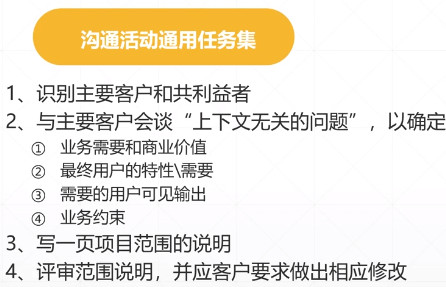 沟通活动通用任务集
1、识别主要客户和共利益者
2、与主要客户会谈“上下文无关的问题”，以确定
① 业务需要和商业价值
② 最终用户的特性\需要
③ 需要的用户可见输出
④ 业务约束
3、写一页项目范围的说明
4、评审范围说明，并应客户要求做出相应修改